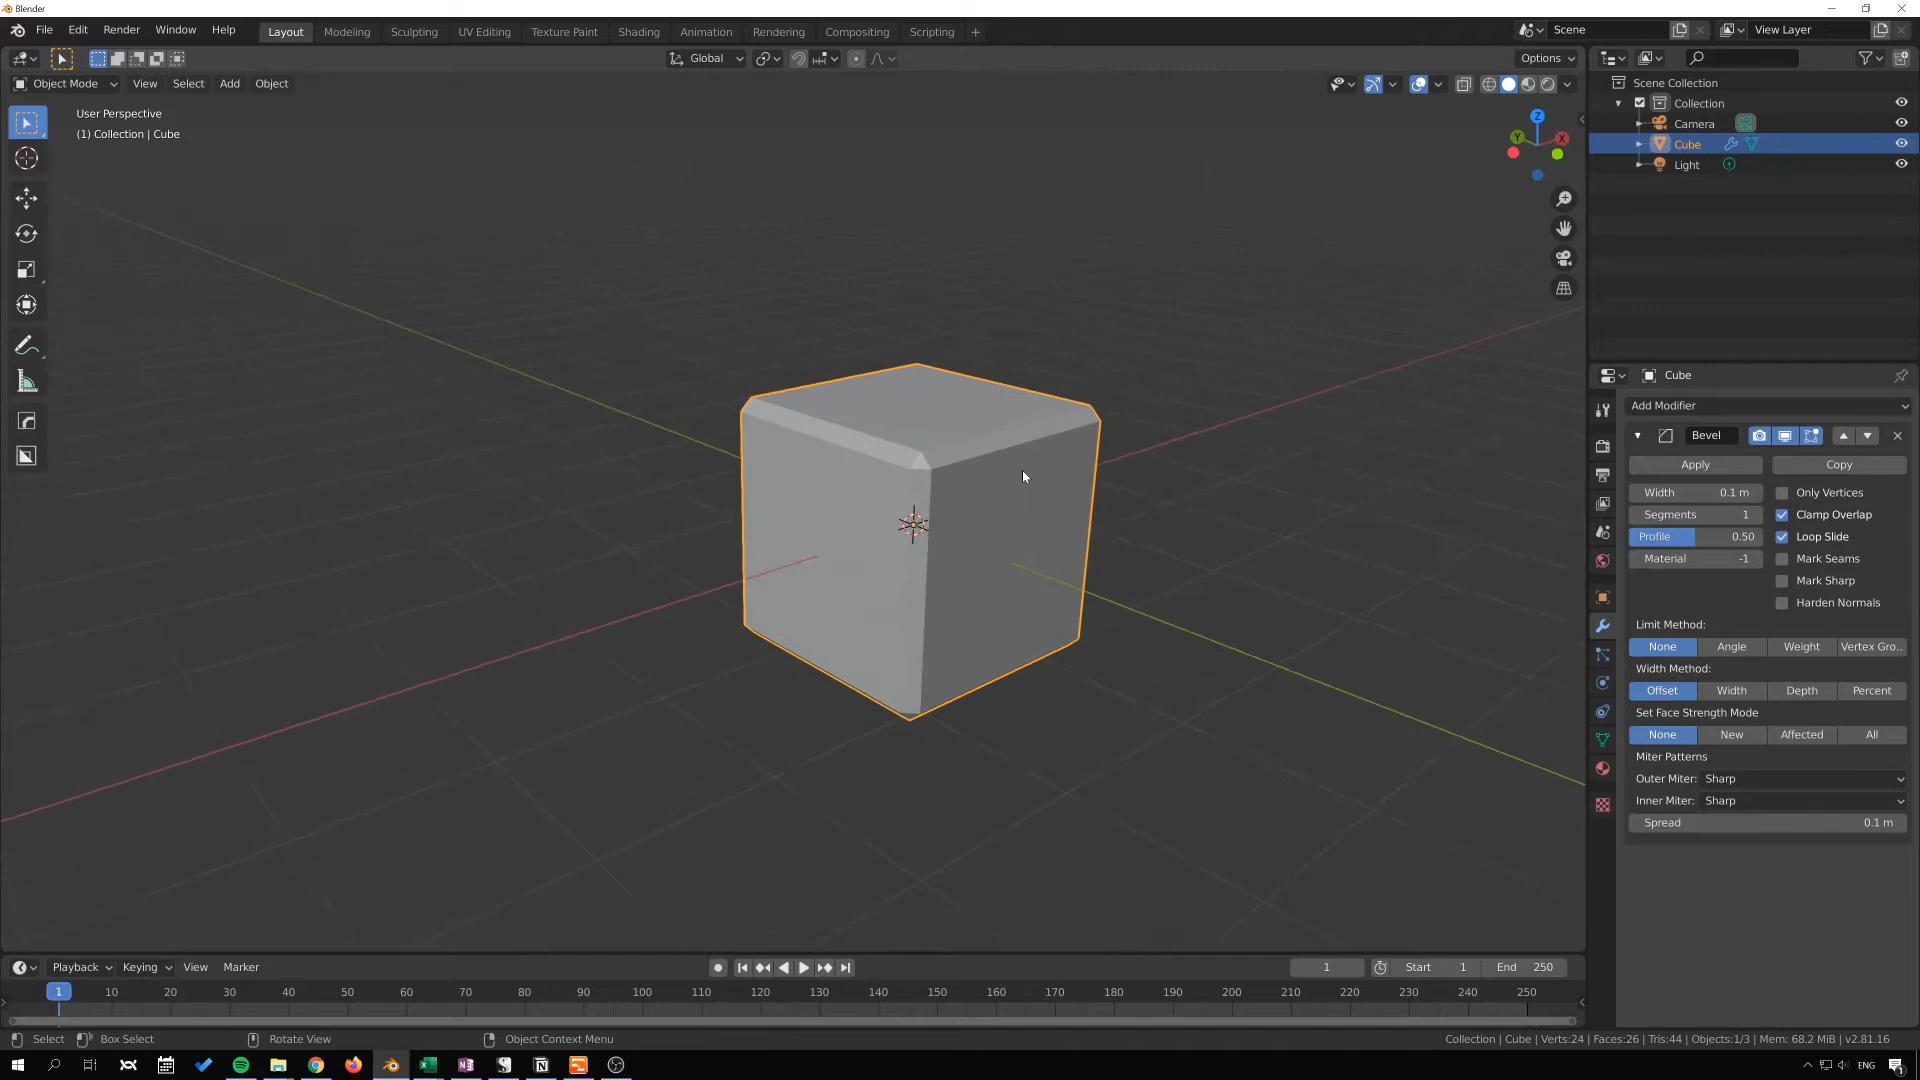 Blender
File Edit Render Window Help Layout Modeling Sculpting UV Editing Texture Paint Shading Animation Rendering Compositing Scripting + Scene View Layer
Global Options
Object Mode View Select Add Object
User Perspective
(1) Collection | Cube
Z
Y
X
Scene Collection
Collection
Camera
Cube
Light
Cube
Add Modifier
Bevel
Apply Copy
Width 0.1 m Only Vertices
Segments 1 Clamp Overlap
Profile 0.50 Loop Slide
Material -1 Mark Seams
Mark Sharp
Harden Normals
Limit Method:
None Angle Weight Vertex Gro..
Width Method:
Offset Width Depth Percent
Set Face Strength Mode
None New Affected All
Miter Patterns
Outer Miter: Sharp
Inner Miter: Sharp
Spread 0.1 m
Playback Keying View Marker 1 Start 1 End 250
1 10 20 30 40 50 60 70 80 90 100 110 120 130 140 150 160 170 180 190 200 210 220 230 240 250
Select Box Select Rotate View Object Context Menu Collection | Cube | Verts:24 | Faces:26 | Tris:44 | Objects:1/3 | Mem: 68.2 MiB | v2.81.16
ENG